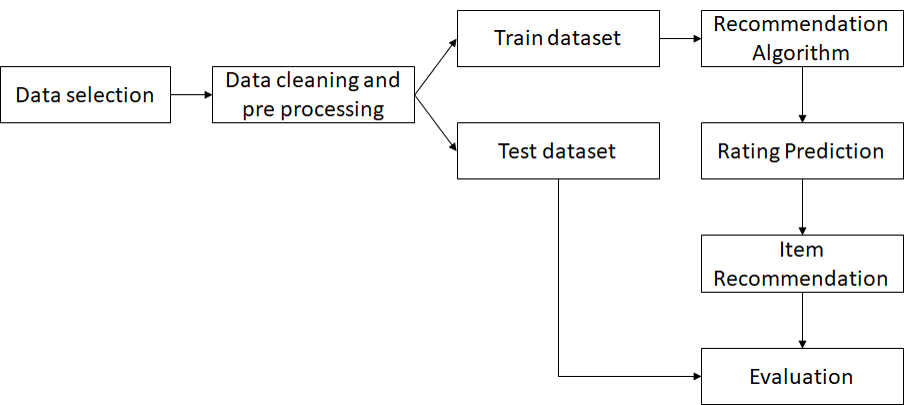 Data selection
Data cleaning and
pre processing
Train dataset
Test dataset
Recommendation
Algorithm
Rating Prediction
Item
Recommendation
Evaluation